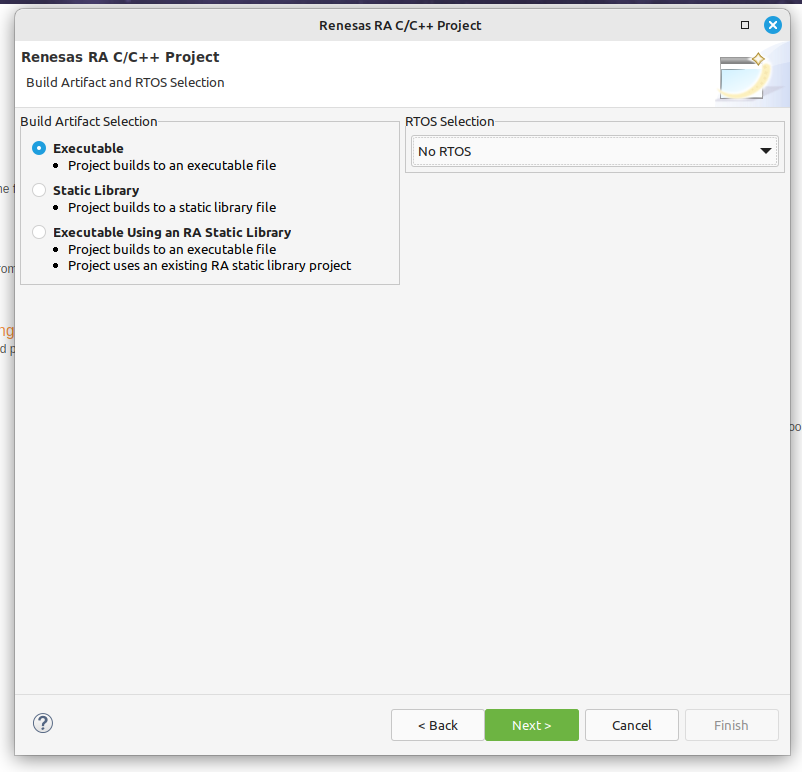 Renesas RA C/C++ Project
Renesas RA C/C++ Project
Build Artifact and RTOS Selection
Build Artifact Selection
Executable
• Project builds to an executable file
Static Library
• Project builds to a static library file
Executable Using an RA Static Library
• Project builds to an executable file
• Project uses an existing RA static library project
RTOS Selection
No RTOS
?
< Back
Next >
Cancel
Finish